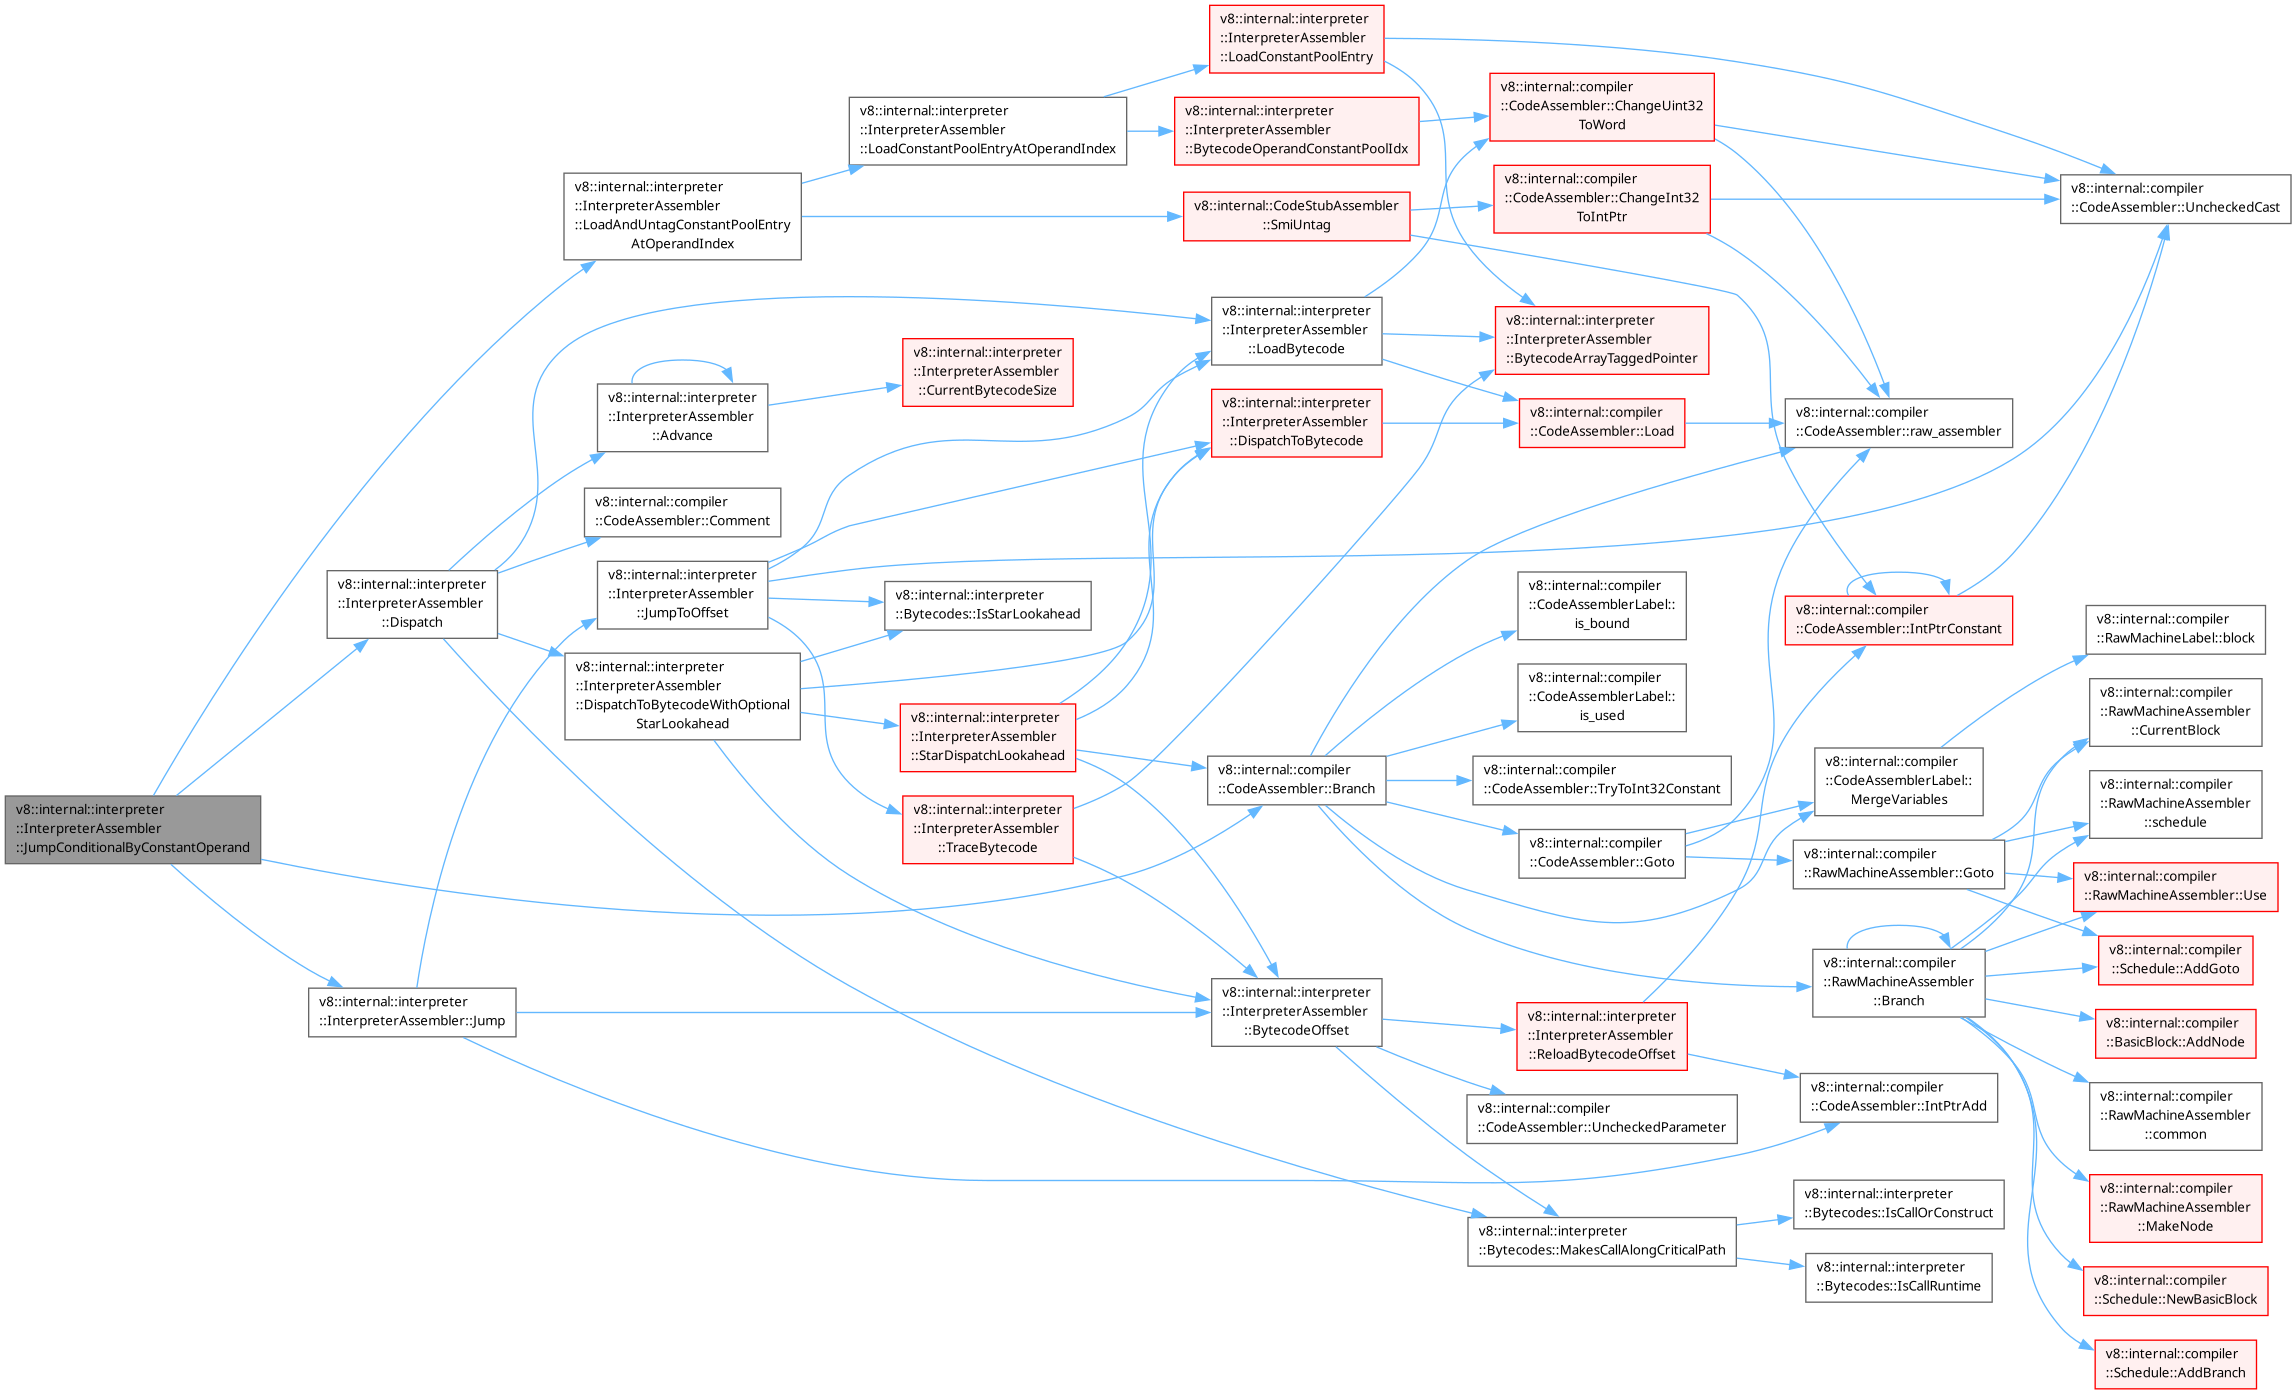 v8::internal::interpreter
::InterpreterAssembler
::JumpConditionalByConstantOperand
v8::internal::interpreter
::InterpreterAssembler
::Dispatch
v8::internal::interpreter
::InterpreterAssembler::Jump
v8::internal::interpreter
::InterpreterAssembler
::LoadAndUntagConstantPoolEntry
AtOperandIndex
v8::internal::interpreter
::InterpreterAssembler
::Advance
v8::internal::compiler
::CodeAssembler::Comment
v8::internal::interpreter
::InterpreterAssembler
::JumpToOffset
v8::internal::interpreter
::InterpreterAssembler
::DispatchToBytecodeWithOptional
StarLookahead
v8::internal::interpreter
::InterpreterAssembler
::LoadConstantPoolEntryAtOperandIndex
v8::internal::interpreter
::InterpreterAssembler
::CurrentBytecodeSize
v8::internal::interpreter
::Bytecodes::IsStarLookahead
v8::internal::interpreter
::InterpreterAssembler
::StarDispatchLookahead
v8::internal::interpreter
::InterpreterAssembler
::TraceBytecode
v8::internal::interpreter
::InterpreterAssembler
::LoadConstantPoolEntry
v8::internal::interpreter
::InterpreterAssembler
::BytecodeOperandConstantPoolIdx
v8::internal::CodeStubAssembler
::SmiUntag
v8::internal::interpreter
::InterpreterAssembler
::LoadBytecode
v8::internal::interpreter
::InterpreterAssembler
::DispatchToBytecode
v8::internal::compiler
::CodeAssembler::Branch
v8::internal::interpreter
::InterpreterAssembler
::BytecodeOffset
v8::internal::compiler
::CodeAssembler::ChangeUint32
ToWord
v8::internal::compiler
::CodeAssembler::ChangeInt32
ToIntPtr
v8::internal::interpreter
::InterpreterAssembler
::BytecodeArrayTaggedPointer
v8::internal::compiler
::CodeAssembler::Load
v8::internal::compiler
::CodeAssemblerLabel::
is_bound
v8::internal::compiler
::CodeAssemblerLabel::
is_used
v8::internal::compiler
::CodeAssembler::TryToInt32Constant
v8::internal::compiler
::CodeAssembler::Goto
v8::internal::interpreter
::InterpreterAssembler
::ReloadBytecodeOffset
v8::internal::compiler
::CodeAssembler::UncheckedParameter
v8::internal::interpreter
::Bytecodes::MakesCallAlongCriticalPath
v8::internal::compiler
::CodeAssembler::raw_assembler
v8::internal::compiler
::CodeAssembler::IntPtrConstant
v8::internal::compiler
::CodeAssemblerLabel::
MergeVariables
v8::internal::compiler
::RawMachineAssembler::Goto
v8::internal::compiler
::RawMachineAssembler
::Branch
v8::internal::compiler
::CodeAssembler::IntPtrAdd
v8::internal::interpreter
::Bytecodes::IsCallOrConstruct
v8::internal::interpreter
::Bytecodes::IsCallRuntime
v8::internal::compiler
::CodeAssembler::UncheckedCast
v8::internal::compiler
::RawMachineLabel::block
v8::internal::compiler
::RawMachineAssembler
::CurrentBlock
v8::internal::compiler
::RawMachineAssembler
::schedule
v8::internal::compiler
::RawMachineAssembler::Use
v8::internal::compiler
::Schedule::AddGoto
v8::internal::compiler
::BasicBlock::AddNode
v8::internal::compiler
::RawMachineAssembler
::common
v8::internal::compiler
::RawMachineAssembler
::MakeNode
v8::internal::compiler
::Schedule::NewBasicBlock
v8::internal::compiler
::Schedule::AddBranch